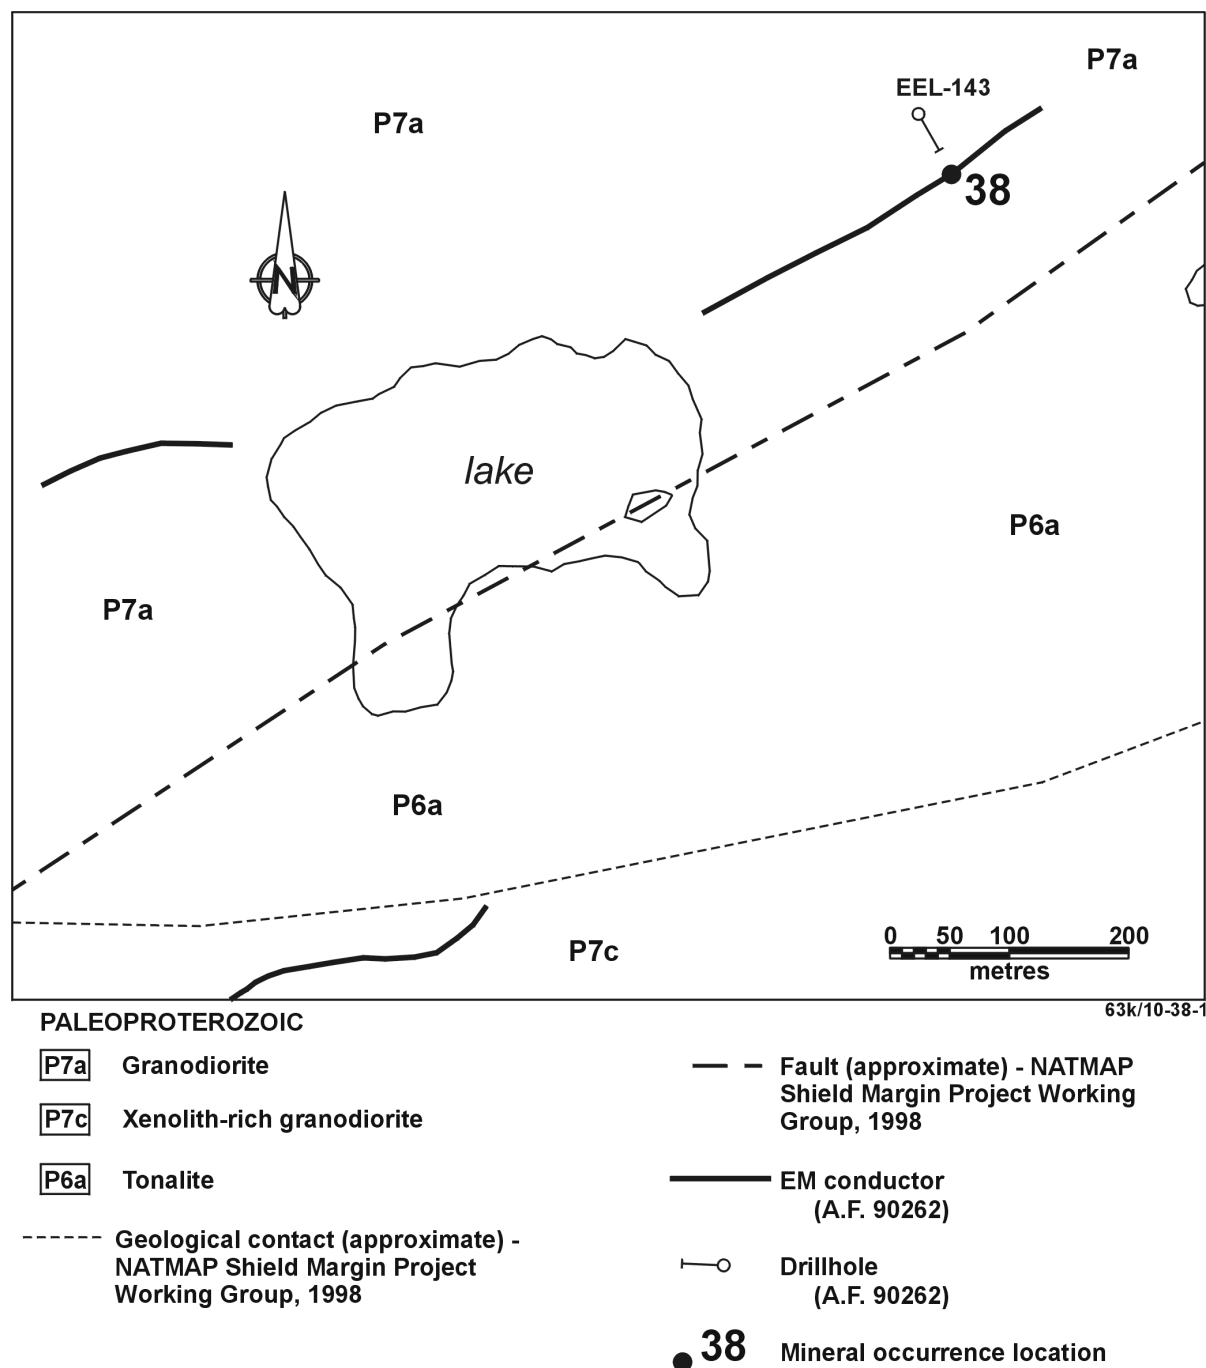 P7a
EEL-143
P7a
38
N
lake
P6a
P7a
P6a
P7c
0 50 100 200
metres
63k/10-38-1
PALEOPROTEROZOIC
P7a Granodiorite
P7c Xenolith-rich granodiorite
P6a Tonalite
Geological contact (approximate) -
NATMAP Shield Margin Project
Working Group, 1998
Fault (approximate) - NATMAP
Shield Margin Project Working
Group, 1998
EM conductor
(A.F. 90262)
Drillhole
(A.F. 90262)
38 Mineral occurrence location